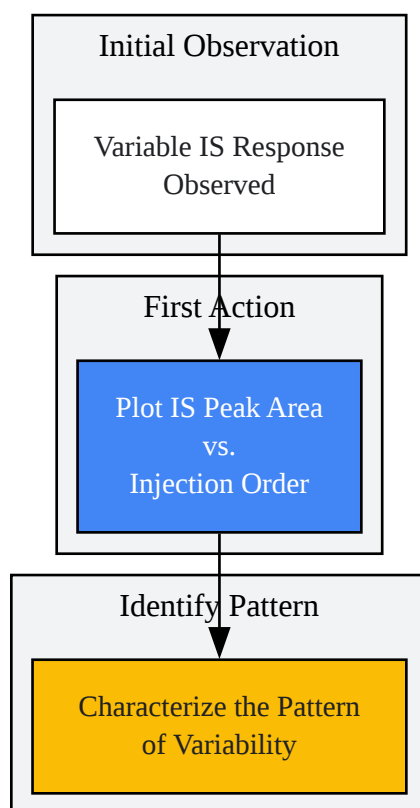 Initial Observation
Variable IS Response
Observed
First Action
Plot IS Peak Area
vs.
Injection Order
Identify Pattern
Characterize the Pattern
of Variability